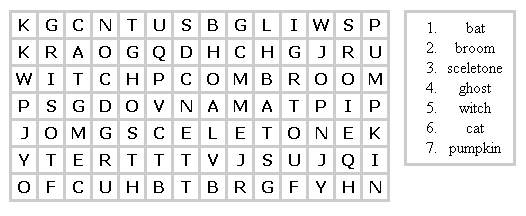 K G C N T U S B G L I W S P
K R A O G Q D H C H G J R U
W I T C H P C O M B R O O M
P S G D O V N A M A T P I P
J O M G S C E L E T O N E K
Y T E R T T T V J S U J Q I
O F C U H B T B R G F Y H N
1. bat
2. broom
3. sceletone
4. ghost
5. witch
6. cat
7. pumpkin